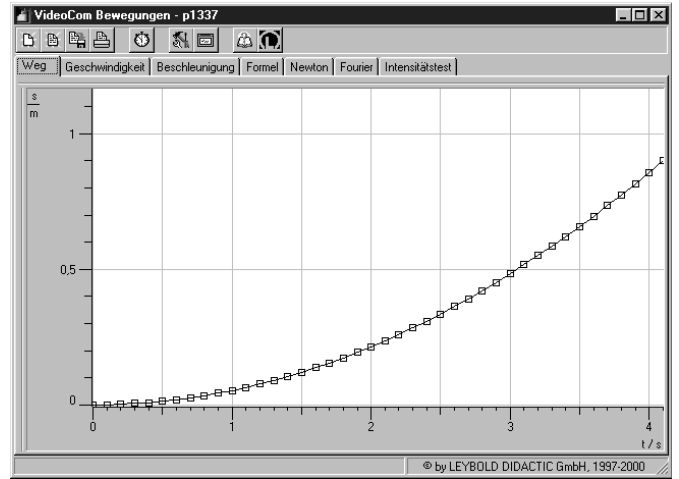 VideoCom Bewegungen - p1337
Weg Geschwindigkeit Beschleunigung Formel Newton Fourier Intensitätstest
s
m
1
0,5
0
0 1 2 3 4
t / s
© by LEYBOLD DIDACTIC GmbH, 1997-2000